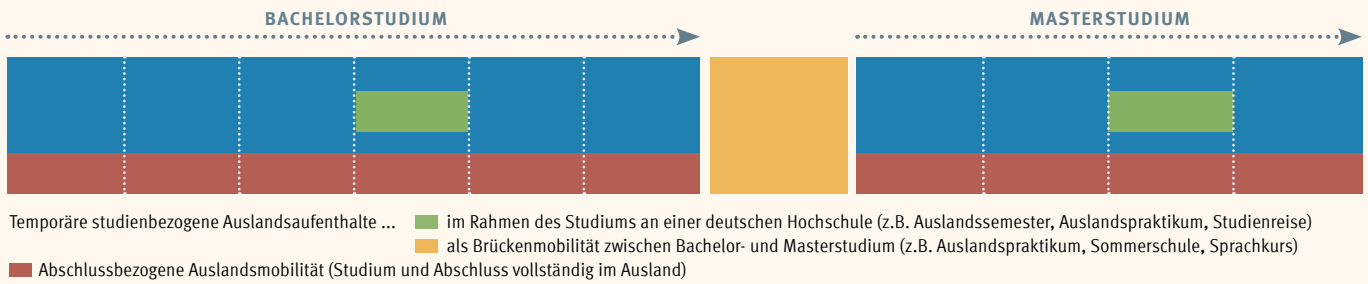 BACHELORSTUDIUM
MASTERSTUDIUM
Temporäre studienbezogene Auslandsaufenthalte ...
im Rahmen des Studiums an einer deutschen Hochschule (z.B. Auslandssemester, Auslandspraktikum, Studienreise)
als Brückenmobilität zwischen Bachelor- und Masterstudium (z.B. Auslandspraktikum, Sommerschule, Sprachkurs)
Abschlussbezogene Auslandsmobilität (Studium und Abschluss vollständig im Ausland)